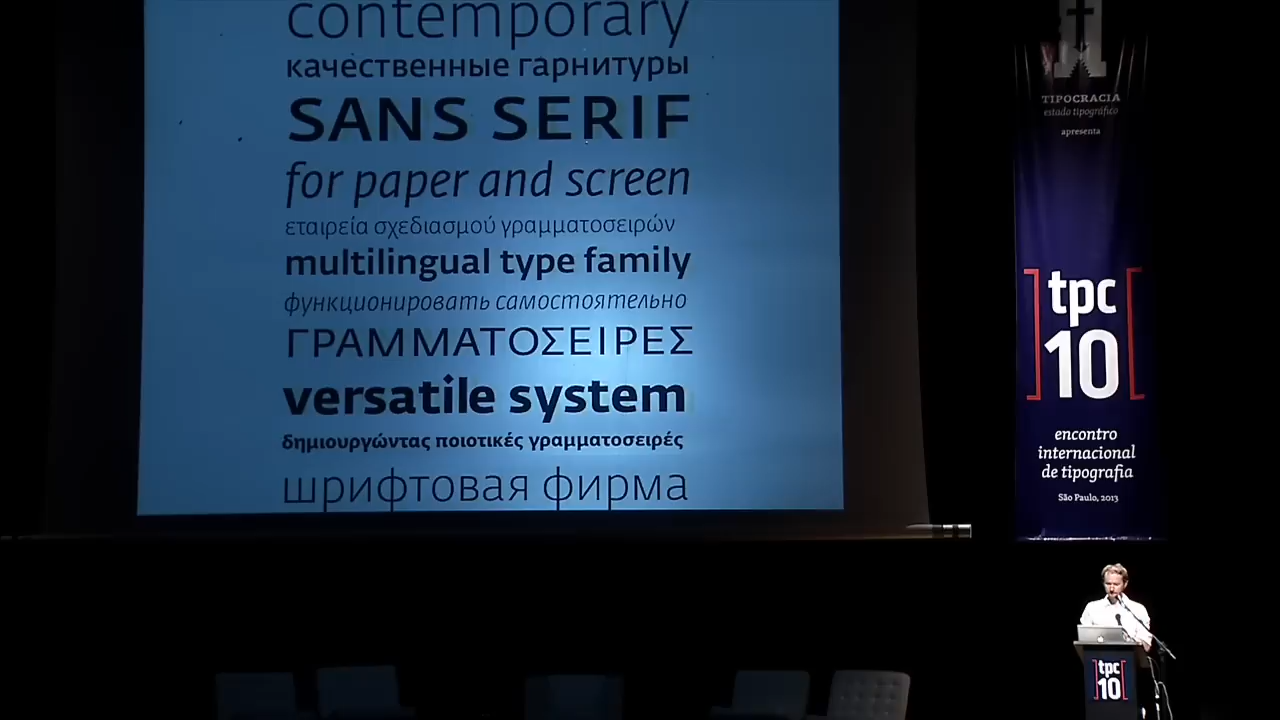 contemporary
качественные гарнитуры
SANS SERIF
for paper and screen
εταιρεία σχεδιασμού γραμματοσειρών
multilingual type family
функционировать самостоятельно
ΓΡΑΜΜΑΤΟΣΕΙΡΕΣ
versatile system
δημιουργώντας ποιοτικές γραμματοσειρές
шрифтовая фирма
TIPOCRACIA
estado tipográfico
apresenta
tpc
10
encontro
internacional
de tipografia
São Paulo, 2013
tpc
10